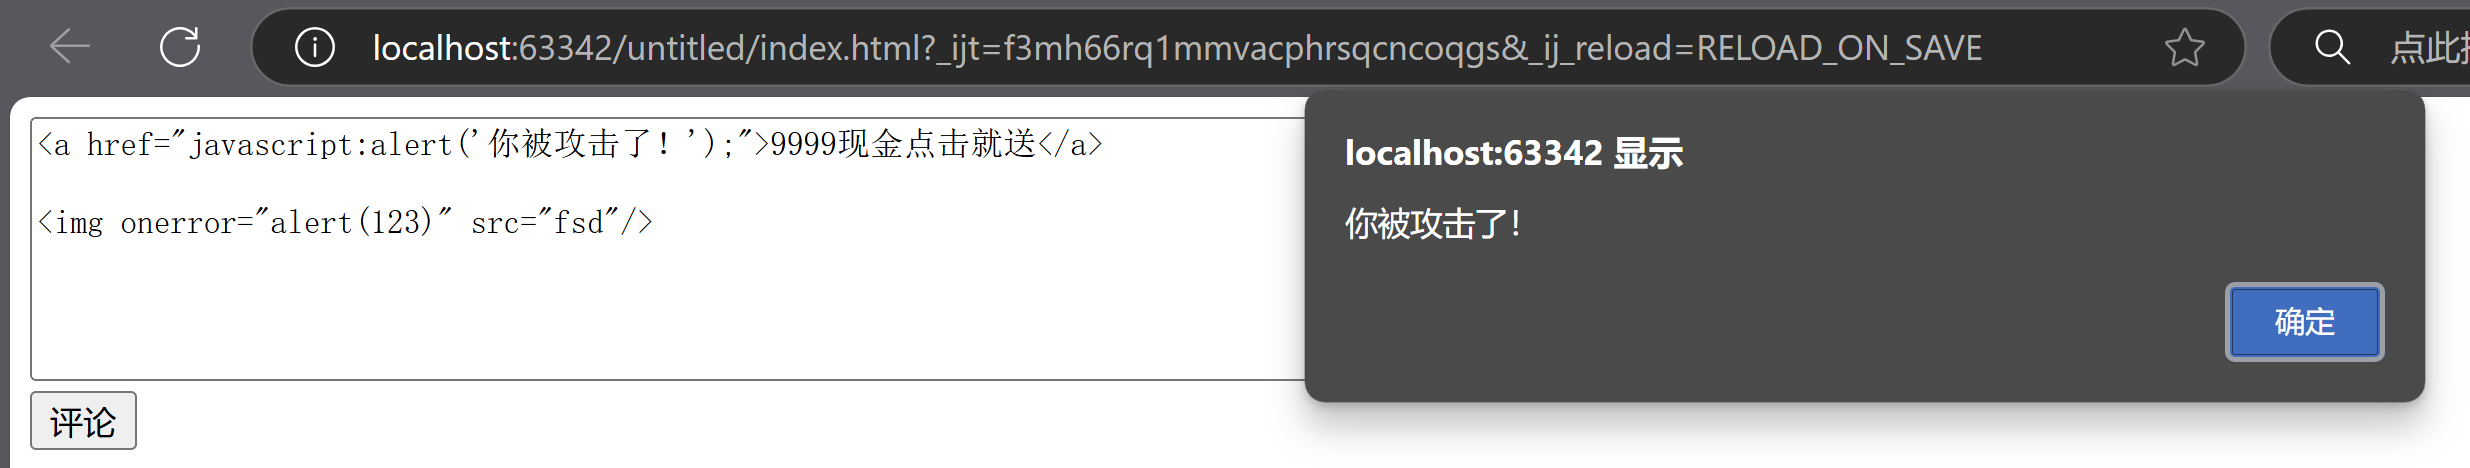 localhost:63342/untitled/index.html?_ijt=f3mh66rq1mmvacphrsqcncoqgs&_ij_reload=RELOAD_ON_SAVE
点此
<a href="javascript:alert('你被攻击了！');">9999现金点击就送</a>
<img onerror="alert(123)" src="fsd"/>
评论
localhost:63342 显示
你被攻击了！
确定